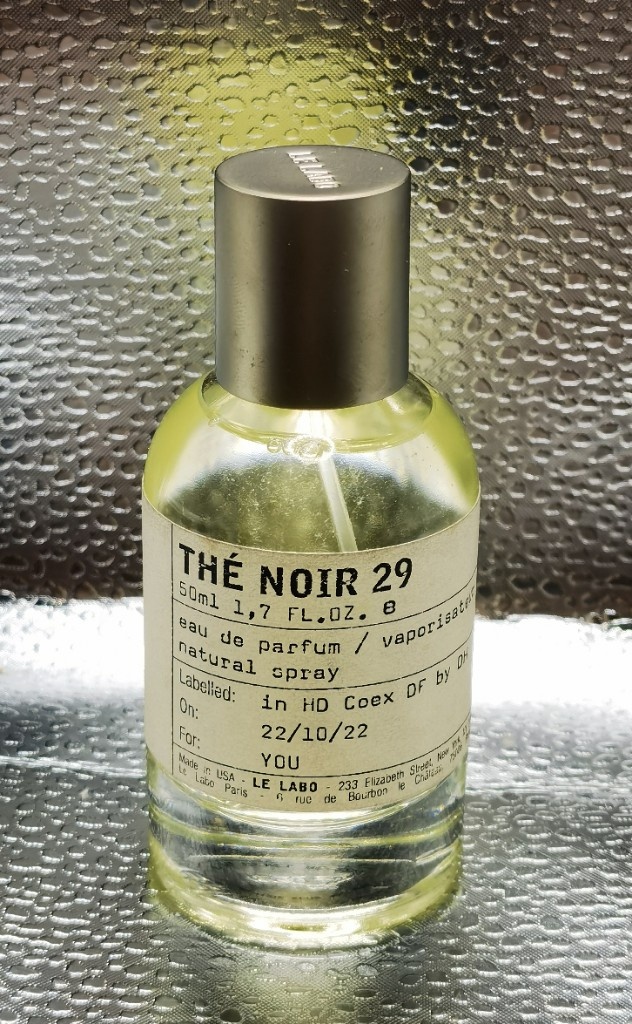 LE LABO
THÉ NOIR 29
50ml 1,7 FL.OZ. 8
eau de parfum / vaporisateur
natural spray
Labelled: in HD Coex DF by DH
On: 22/10/22
For: YOU
Made in USA - LE LABO - 233 Elizabeth Street, New
Le Labo Paris - 6 rue de Bourbon le Château,